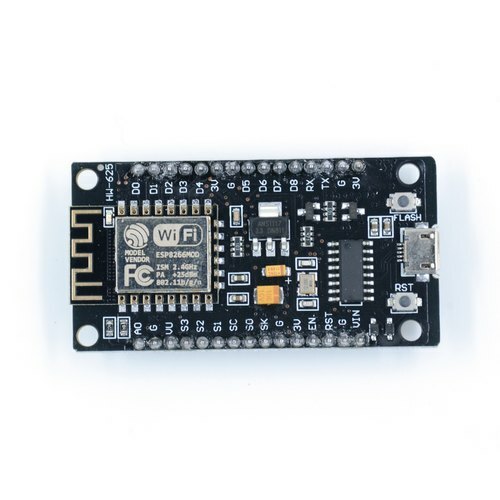 HW-625
D0 D1 D2 D3 D4 3V G D5 D6 D7 D8 RX TX G 3V
FLASH
WiFi
MODEL
VENDOR
ESP8266MOD
FC
ISM 2.4GHz
PA +25dBm
802.11b/g/n
RST
A0 G VU S3 S2 S1 SC S0 SK G 3V EN RST G VIN